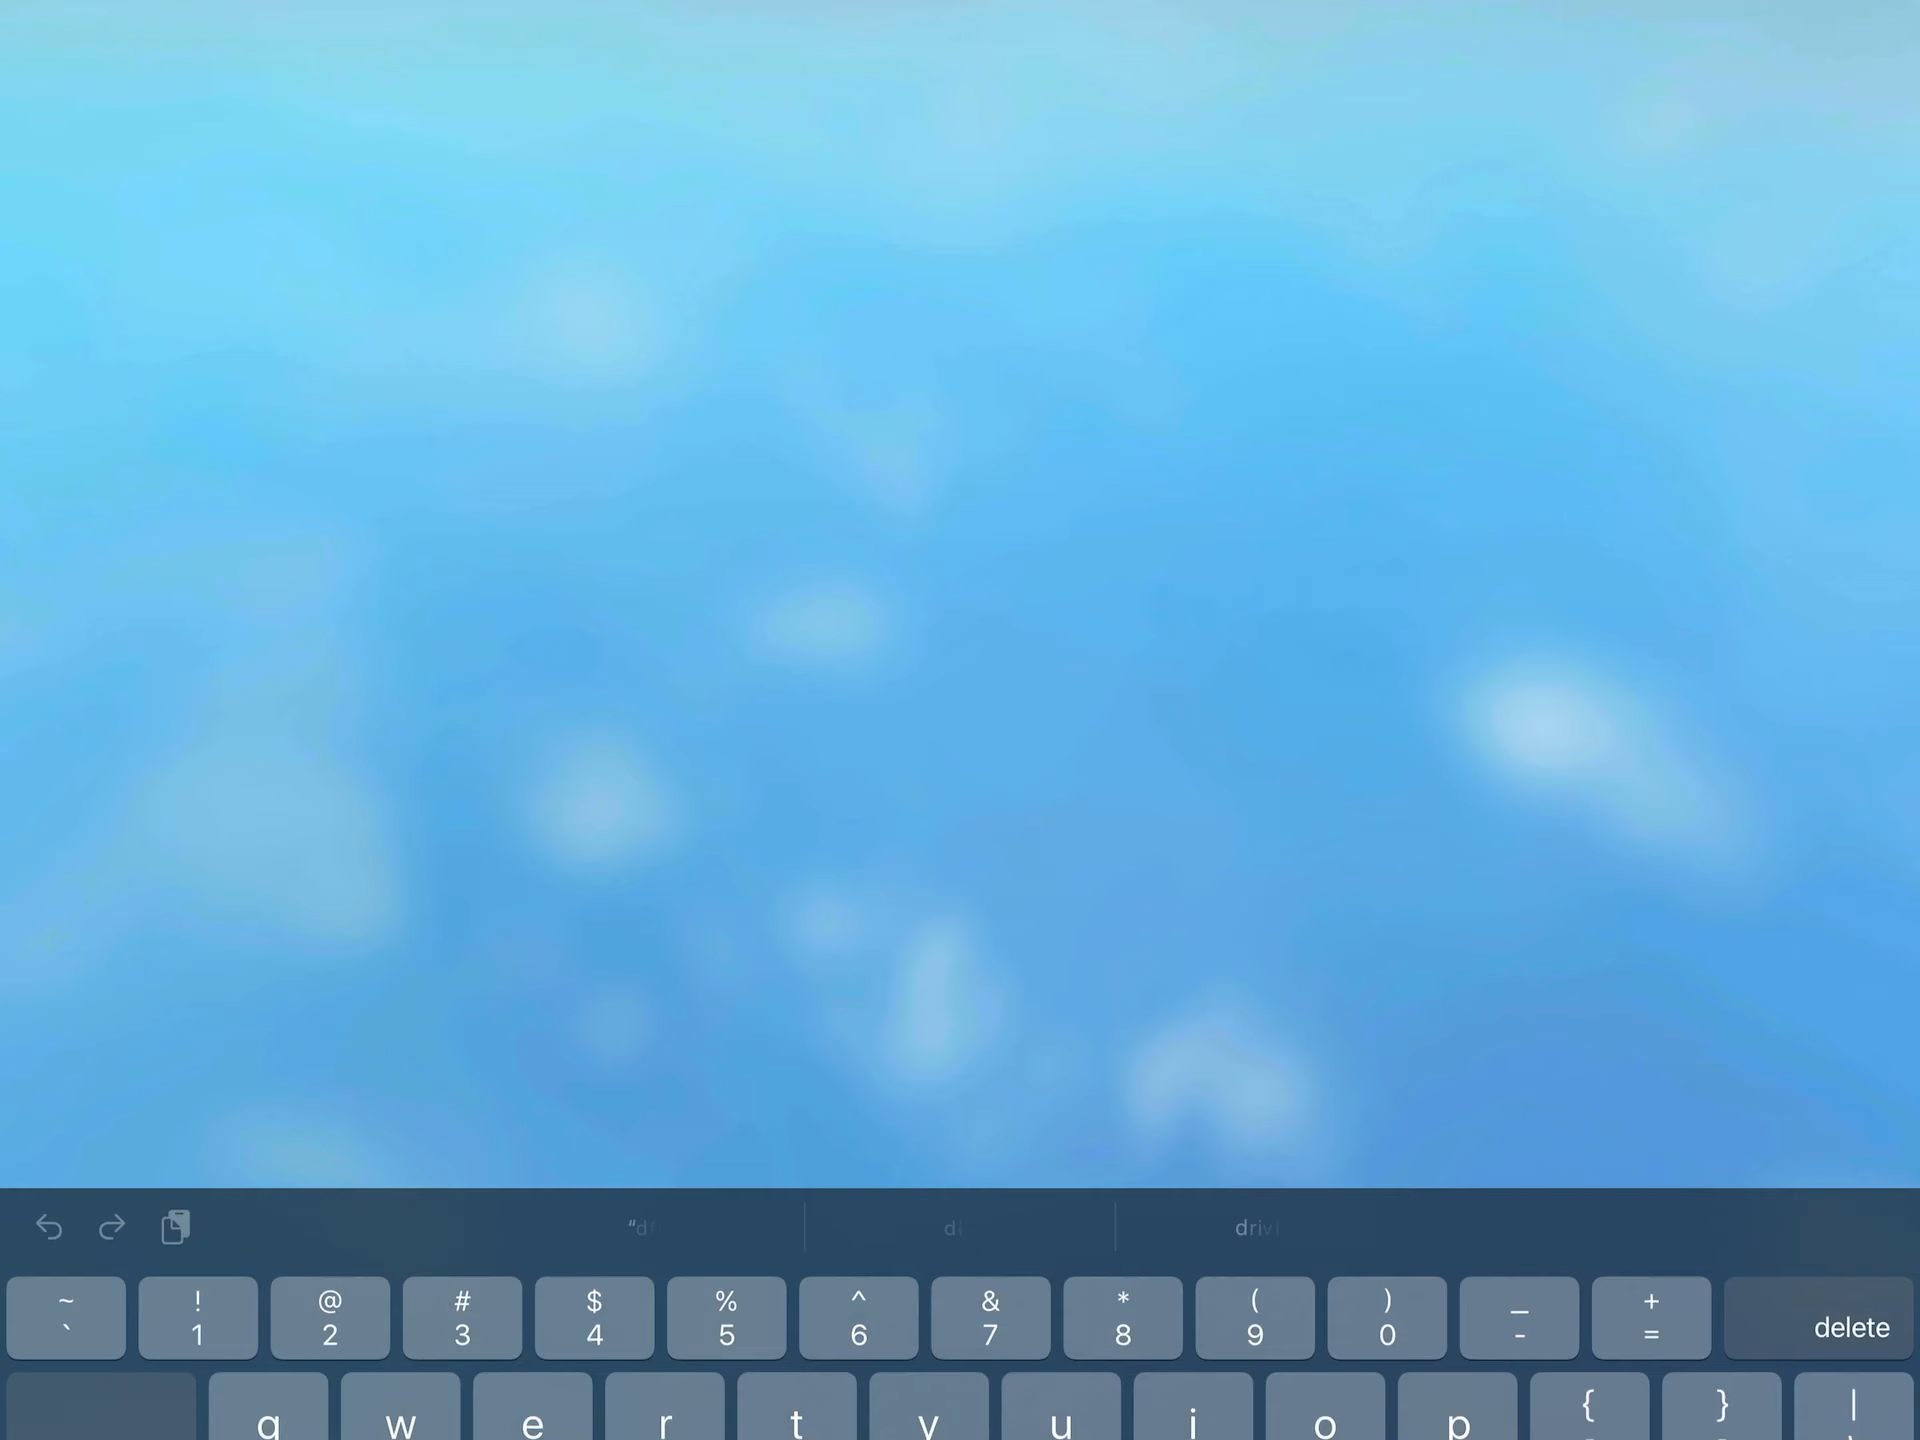 ~ ! @ # $ % ^ & * ( ) _ +
` 1 2 3 4 5 6 7 8 9 0 - = delete
{ } |
q w e r t y u i o p